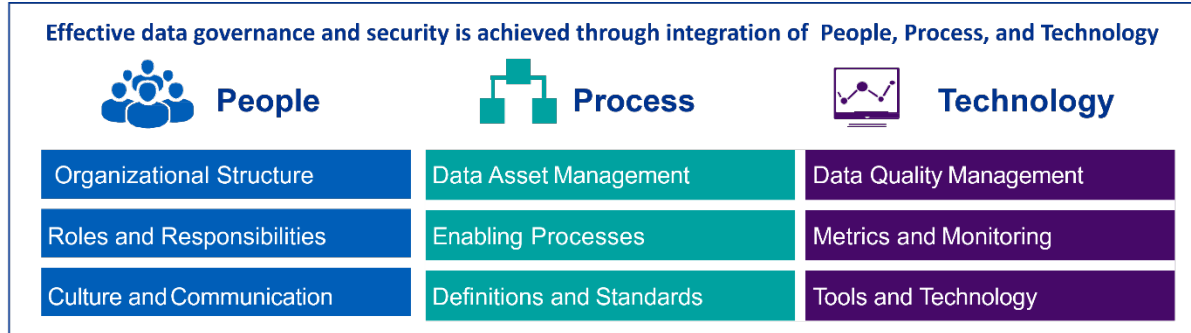 Effective data governance and security is achieved through integration of People, Process, and Technology
People
Process
Technology
Organizational Structure
Data Asset Management
Data Quality Management
Roles and Responsibilities
Enabling Processes
Metrics and Monitoring
Culture and Communication
Definitions and Standards
Tools and Technology